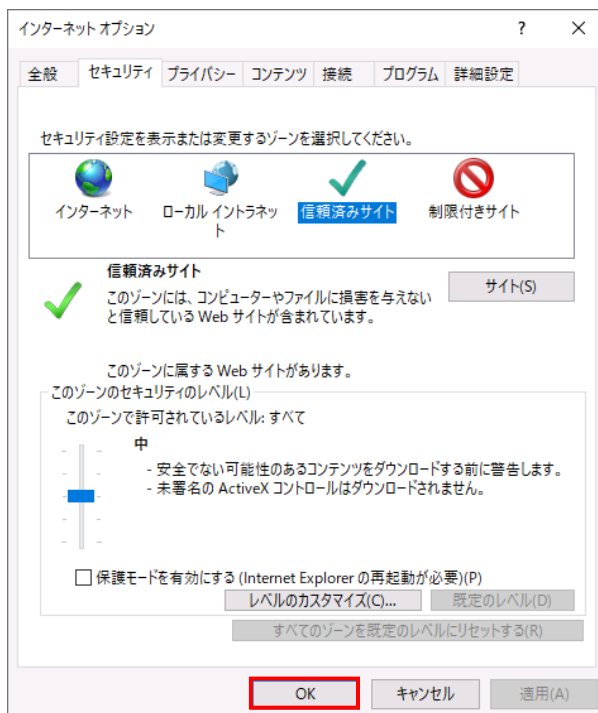 インターネット オプション ? ×
全般 セキュリティ プライバシー コンテンツ 接続 プログラム 詳細設定
セキュリティ設定を表示または変更するゾーンを選択してください。
インターネット ローカル イントラネッ 信頼済みサイト 制限付きサイト
ト
信頼済みサイト
サイト(S)
このゾーンには、コンピューターやファイルに損害を与えない
と信頼している Web サイトが含まれています。
このゾーンに属する Web サイトがあります。
このゾーンのセキュリティのレベル(L)
このゾーンで許可されているレベル: すべて
中
- 安全でない可能性のあるコンテンツをダウンロードする前に警告します。
- 未署名の ActiveX コントロールはダウンロードされません。
保護モードを有効にする (Internet Explorer の再起動が必要)(P)
レベルのカスタマイズ(C)... 既定のレベル(D)
すべてのゾーンを既定のレベルにリセットする(R)
OK キャンセル 適用(A)